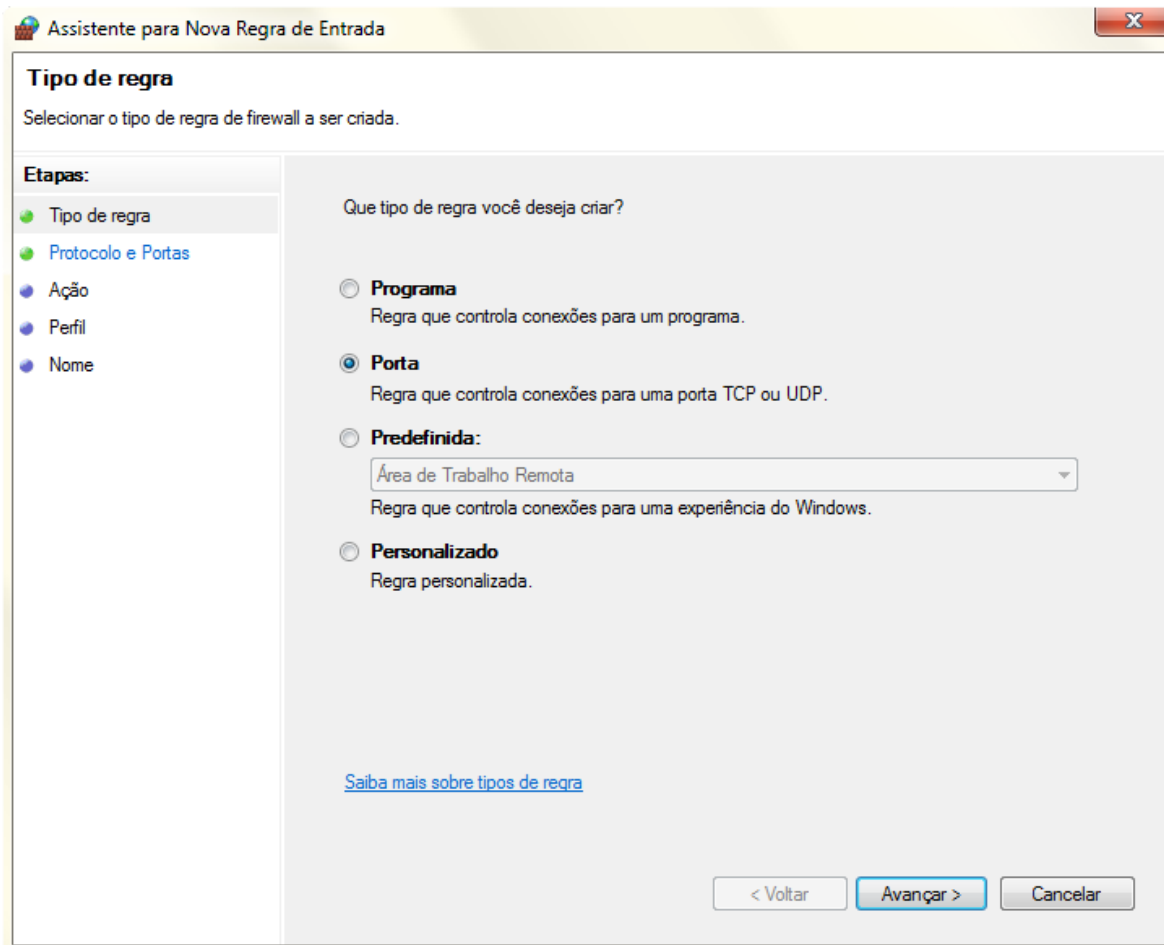 Assistente para Nova Regra de Entrada
Tipo de regra
Selecionar o tipo de regra de firewall a ser criada.
Etapas:
Tipo de regra
Protocolo e Portas
Ação
Perfil
Nome
Que tipo de regra você deseja criar?
Programa
Regra que controla conexões para um programa.
Porta
Regra que controla conexões para uma porta TCP ou UDP.
Predefinida:
Área de Trabalho Remota
Regra que controla conexões para uma experiência do Windows.
Personalizado
Regra personalizada.
Saiba mais sobre tipos de regra
< Voltar Avançar > Cancelar